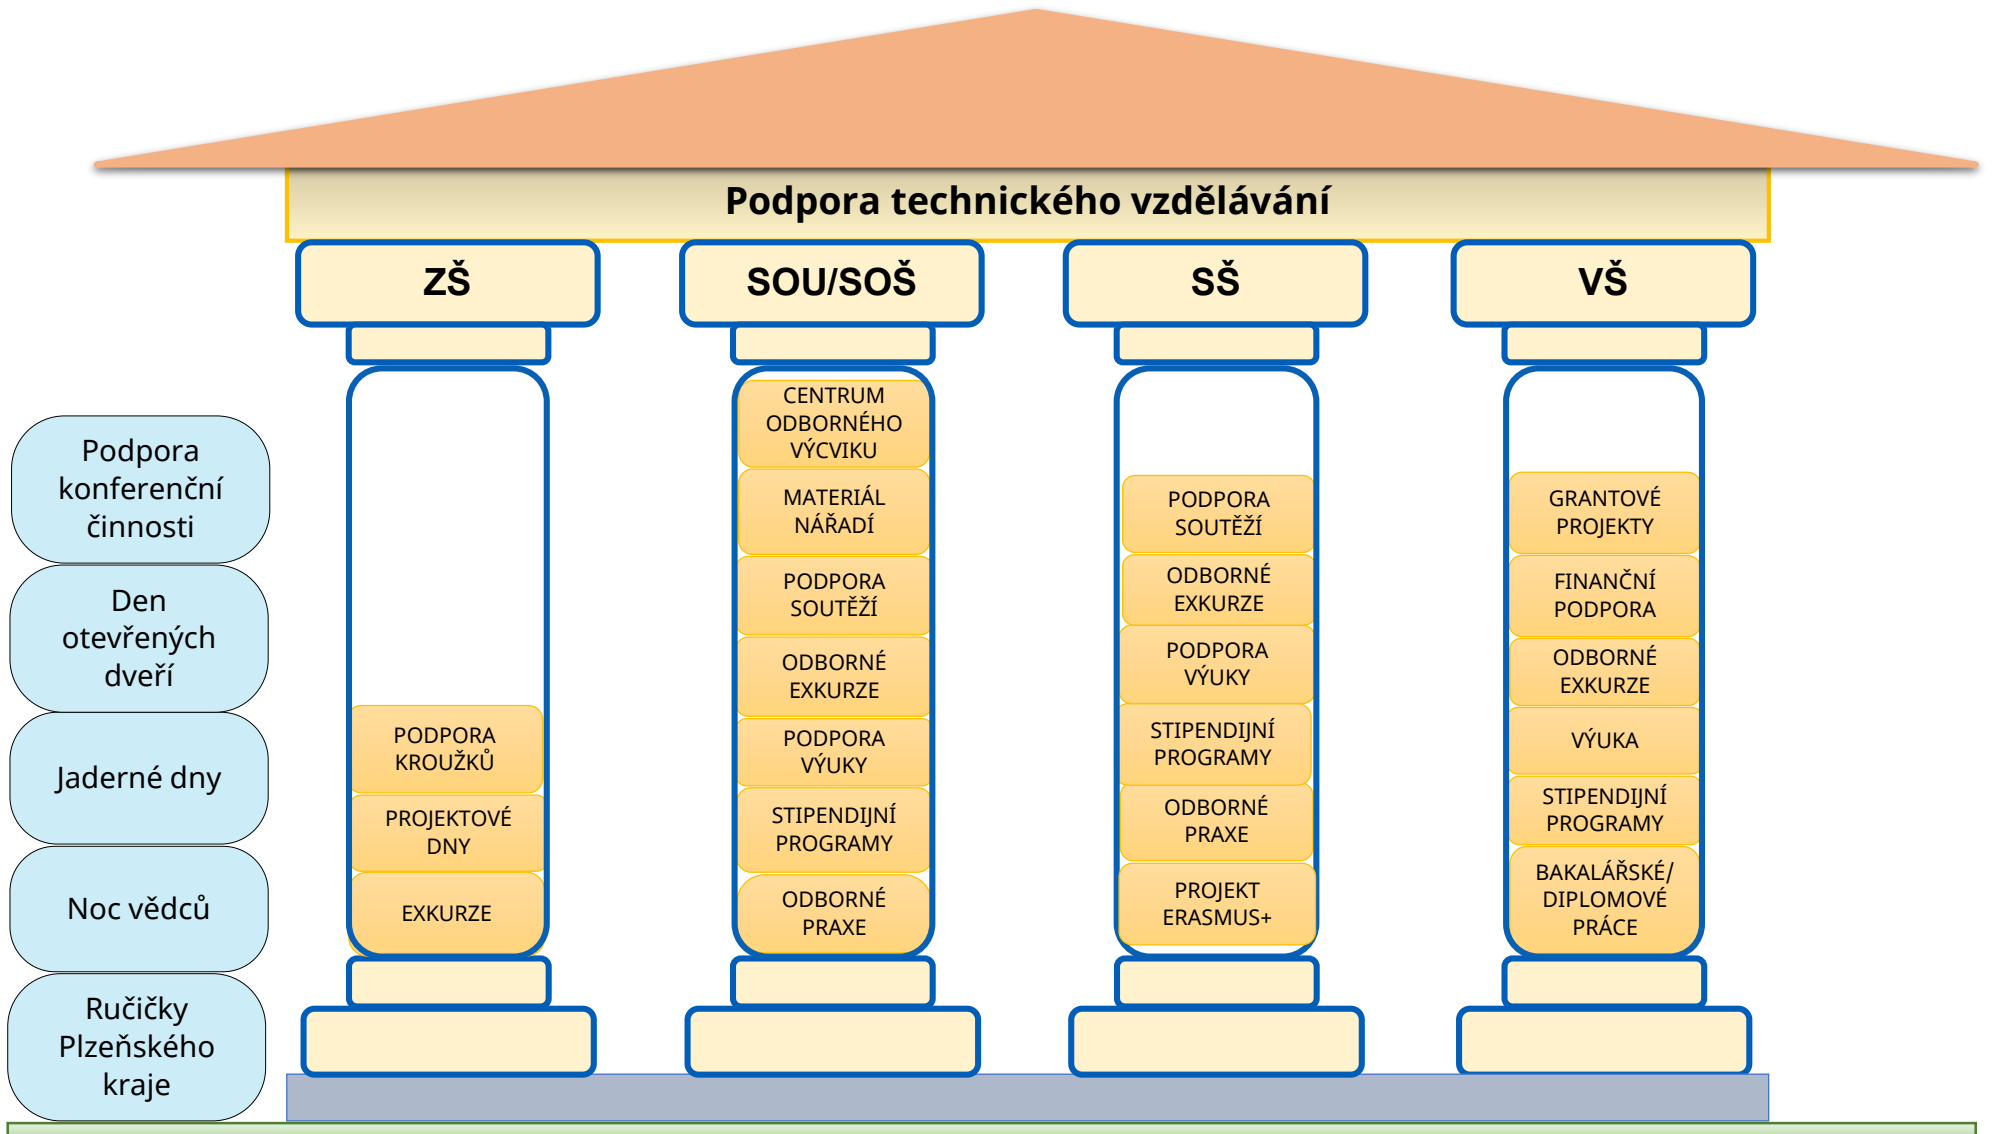 Podpora technického vzdělávání
ZŠ
SOU/SOŠ
SŠ
VŠ
Podpora
konferenční
činnosti
Den
otevřených
dveří
Jaderné dny
Noc vědců
Ručičky
Plzeňského
kraje
PODPORA
KROUŽKŮ
PROJEKTOVÉ
DNY
EXKURZE
CENTRUM
ODBORNÉHO
VÝCVIKU
MATERIÁL
NÁŘADÍ
PODPORA
SOUTĚŽÍ
ODBORNÉ
EXKURZE
PODPORA
VÝUKY
STIPENDIJNÍ
PROGRAMY
ODBORNÉ
PRAXE
PODPORA
SOUTĚŽÍ
ODBORNÉ
EXKURZE
PODPORA
VÝUKY
STIPENDIJNÍ
PROGRAMY
ODBORNÉ
PRAXE
PROJEKT
ERASMUS+
GRANTOVÉ
PROJEKTY
FINANČNÍ
PODPORA
ODBORNÉ
EXKURZE
VÝUKA
STIPENDIJNÍ
PROGRAMY
BAKALÁŘSKÉ/
DIPLOMOVÉ
PRÁCE